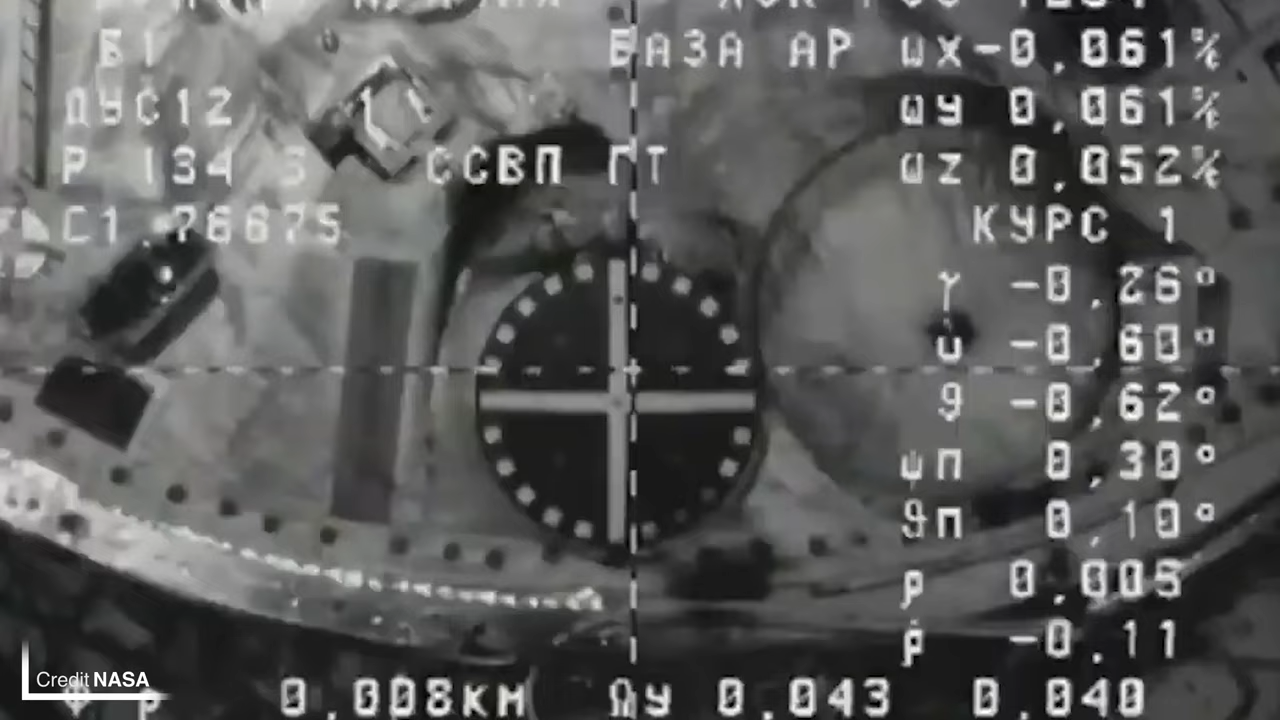 Б1 БАЗА АР ωx-0,061°/c
ДУС12 ωy 0,061°/c
Р 134 3 ССВП ГТ ωz 0,052°/c
С1.76675 КУРС 1
γ -0,26°
-0,60°
ϑ -0,62°
ψп 0,30°
ϑп 0,10°
ρ 0.005
ρ̇ -0.11
Credit NASA
ρ 0,008КМ Ωy 0.043 0.040